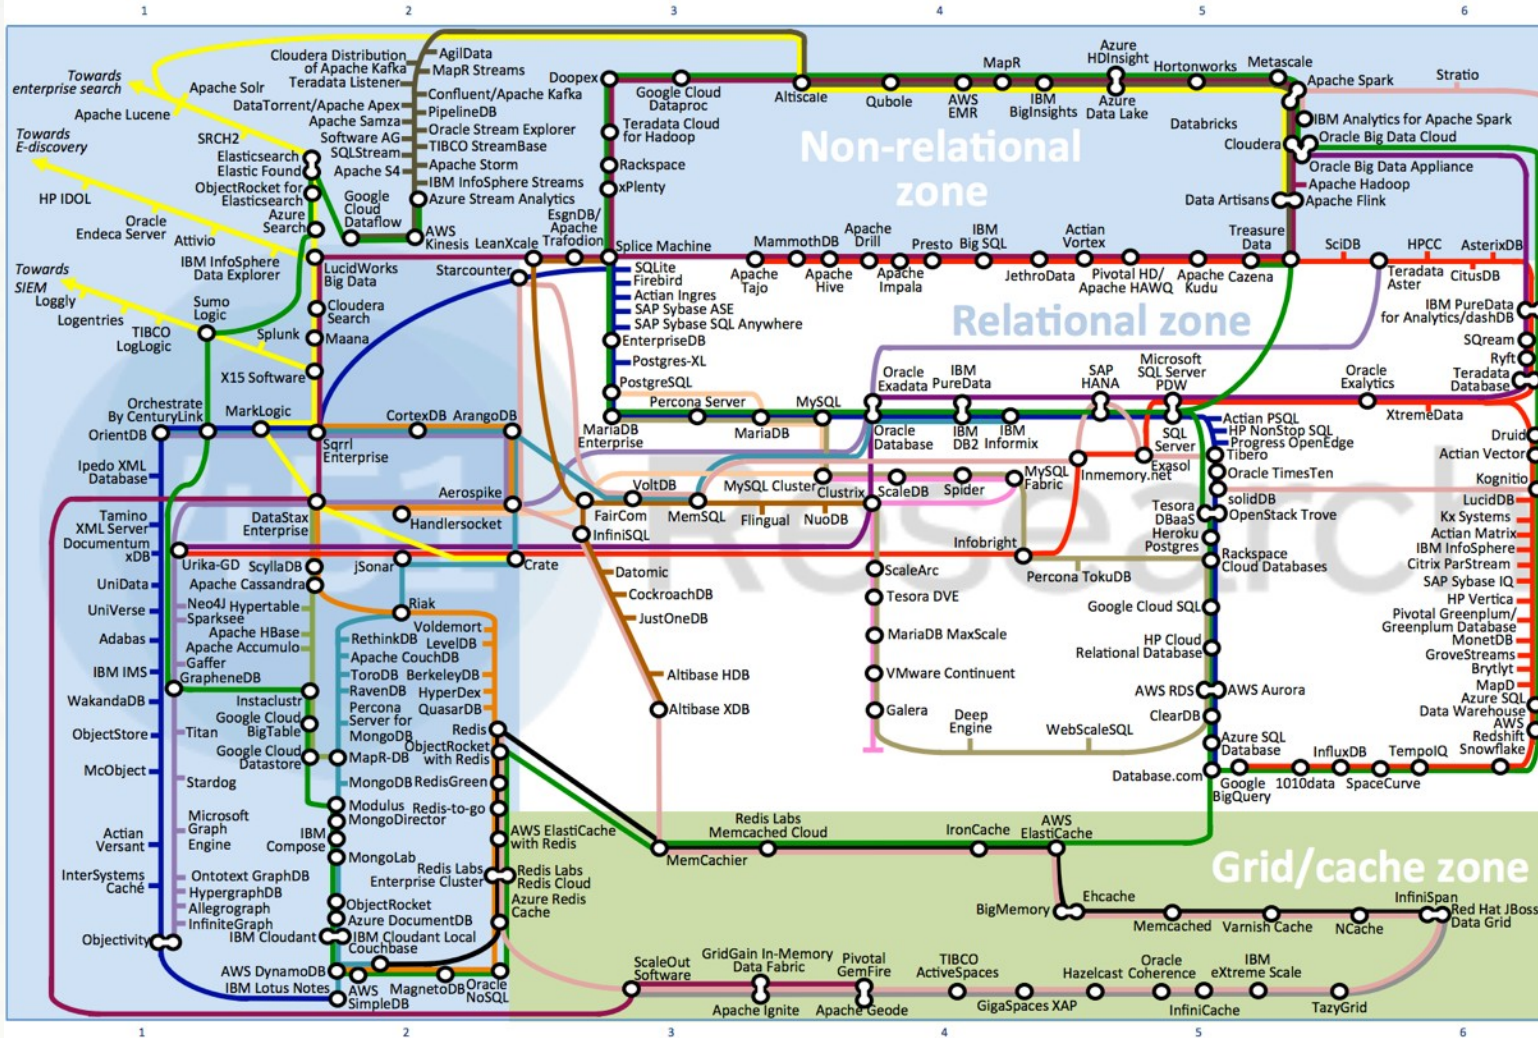 1 2 3 4 5 6
Towards
enterprise search
Apache Lucene
Apache Solr
SRCH2
Towards
E-discovery
HP IDOL
Oracle
Endeca Server
Attivio
IBM InfoSphere
Data Explorer
Towards
SIEM
Loggly
Logentries
TIBCO
LogLogic
Sumo
Logic
Splunk
X15 Software
Elasticsearch
Elastic Found
ObjectRocket for
Elasticsearch
Azure
Search
LucidWorks
Big Data
Cloudera
Search
Maana
Cloudera Distribution
of Apache Kafka
Teradata Listener
DataTorrent/Apache Apex
Apache Samza
Software AG
SQLStream
Apache S4
Google
Cloud
Dataflow
AgilData
MapR Streams
Confluent/Apache Kafka
PipelineDB
Oracle Stream Explorer
TIBCO StreamBase
Apache Storm
IBM InfoSphere Streams
Azure Stream Analytics
AWS
Kinesis
LeanXcale
EsgnDB/
Apache
Trafodion
Starcounter
Doopex
Google Cloud
Dataproc
Teradata Cloud
for Hadoop
Rackspace
xPlenty
Splice Machine
Altiscale
Qubole
AWS
EMR
MapR
IBM
BigInsights
Azure
HDInsight
Azure
Data Lake
Hortonworks
Metascale
Apache Spark
Stratio
IBM Analytics for Apache Spark
Databricks
Cloudera
Oracle Big Data Cloud
Oracle Big Data Appliance
Apache Hadoop
Data Artisans
Apache Flink
Non-relational
zone
MammothDB
Apache
Tajo
Apache
Hive
Apache
Drill
Apache
Impala
Presto
IBM
Big SQL
JethroData
Actian
Vortex
Pivotal HD/
Apache HAWQ
Apache
Kudu
Treasure
Data
Cazena
SciDB
HPCC
AsterixDB
Teradata
Aster
CitusDB
SQLite
Firebird
Actian Ingres
SAP Sybase ASE
SAP Sybase SQL Anywhere
EnterpriseDB
Postgres-XL
PostgreSQL
Relational zone
IBM PureData
for Analytics/dashDB
SQream
Ryft
Teradata
Database
Orchestrate
By CenturyLink
OrientDB
MarkLogic
Sqrrl
Enterprise
CortexDB
ArangoDB
MariaDB
Enterprise
Percona Server
MariaDB
MySQL
Oracle
Exadata
Oracle
Database
IBM
PureData
IBM
DB2
IBM
Informix
SAP
HANA
Microsoft
SQL Server
PDW
SQL
Server
Oracle
Exalytics
XtremeData
Actian PSQL
HP NonStop SQL
Progress OpenEdge
Tibero
Oracle TimesTen
solidDB
OpenStack Trove
Druid
Actian Vector
Kognitio
LucidDB
Kx Systems
Actian Matrix
IBM InfoSphere
Citrix ParStream
SAP Sybase IQ
HP Vertica
Pivotal Greenplum/
Greenplum Database
MonetDB
GroveStreams
Brytlyt
MapD
Azure SQL
Data Warehouse
AWS
Redshift
Snowflake
451 Research
Ipedo XML
Database
Tamino
XML Server
Documentum
xDB
UniData
UniVerse
Adabas
IBM IMS
WakandaDB
ObjectStore
McObject
Actian
Versant
InterSystems
Caché
Objectivity
DataStax
Enterprise
Handlersocket
Aerospike
Urika-GD
ScyllaDB
Apache Cassandra
jSonar
Crate
Riak
Neo4J
Sparksee
Hypertable
Apache HBase
Apache Accumulo
Gaffer
GrapheneDB
Titan
Stardog
Microsoft
Graph
Engine
Ontotext GraphDB
HypergraphDB
Allegrograph
InfiniteGraph
Instaclustr
Google Cloud
BigTable
Google Cloud
Datastore
RethinkDB
Apache CouchDB
ToroDB
RavenDB
Percona
Server for
MongoDB
MapR-DB
MongoDB
Modulus
MongoDirector
IBM
Compose
MongoLab
ObjectRocket
Azure DocumentDB
IBM Cloudant
IBM Cloudant Local
Couchbase
AWS DynamoDB
IBM Lotus Notes
AWS
SimpleDB
MagnetoDB
Oracle
NoSQL
Voldemort
LevelDB
BerkeleyDB
HyperDex
QuasarDB
Redis
ObjectRocket
with Redis
RedisGreen
Redis-to-go
AWS ElastiCache
with Redis
Redis Labs
Enterprise Cluster
Redis Labs
Redis Cloud
Azure Redis
Cache
VoltDB
FairCom
InfiniSQL
MemSQL
MySQL Cluster
Flingual
NuoDB
Clustrix
ScaleDB
Spider
MySQL
Fabric
Inmemory.net
Exasol
Infobright
Percona TokuDB
Datomic
CockroachDB
JustOneDB
Altibase HDB
Altibase XDB
ScaleArc
Tesora DVE
MariaDB MaxScale
VMware Continuent
Galera
Deep
Engine
WebScaleSQL
Tesora
DBaaS
Heroku
Postgres
Rackspace
Cloud Databases
Google Cloud SQL
HP Cloud
Relational Database
AWS RDS
AWS Aurora
ClearDB
Azure SQL
Database
Database.com
Google
BigQuery
1010data
InfluxDB
SpaceCurve
TempoIQ
MemCachier
Redis Labs
Memcached Cloud
IronCache
AWS
ElastiCache
Grid/cache zone
BigMemory
Ehcache
Memcached
Varnish Cache
NCache
InfiniSpan
Red Hat JBoss
Data Grid
ScaleOut
Software
GridGain In-Memory
Data Fabric
Apache Ignite
Pivotal
GemFire
Apache Geode
TIBCO
ActiveSpaces
GigaSpaces XAP
Hazelcast
Oracle
Coherence
InfiniCache
IBM
eXtreme Scale
TazyGrid
1 2 3 4 5 6